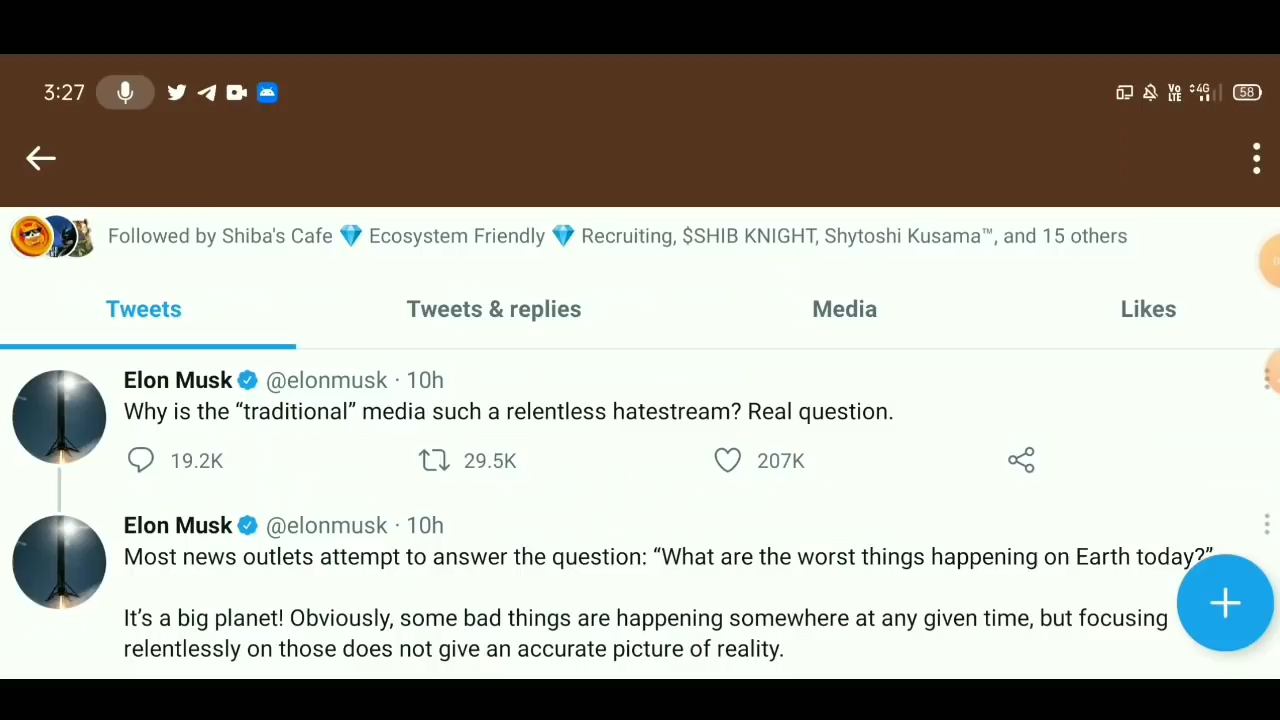 3:27 Vo LTE 4G 58
Followed by Shiba's Cafe 💎 Ecosystem Friendly 💎 Recruiting, $SHIB KNIGHT, Shytoshi Kusama™, and 15 others
Tweets Tweets & replies Media Likes
Elon Musk @elonmusk · 10h
Why is the “traditional” media such a relentless hatestream? Real question.
19.2K 29.5K 207K
Elon Musk @elonmusk · 10h
Most news outlets attempt to answer the question: “What are the worst things happening on Earth today?”
It’s a big planet! Obviously, some bad things are happening somewhere at any given time, but focusing
relentlessly on those does not give an accurate picture of reality.